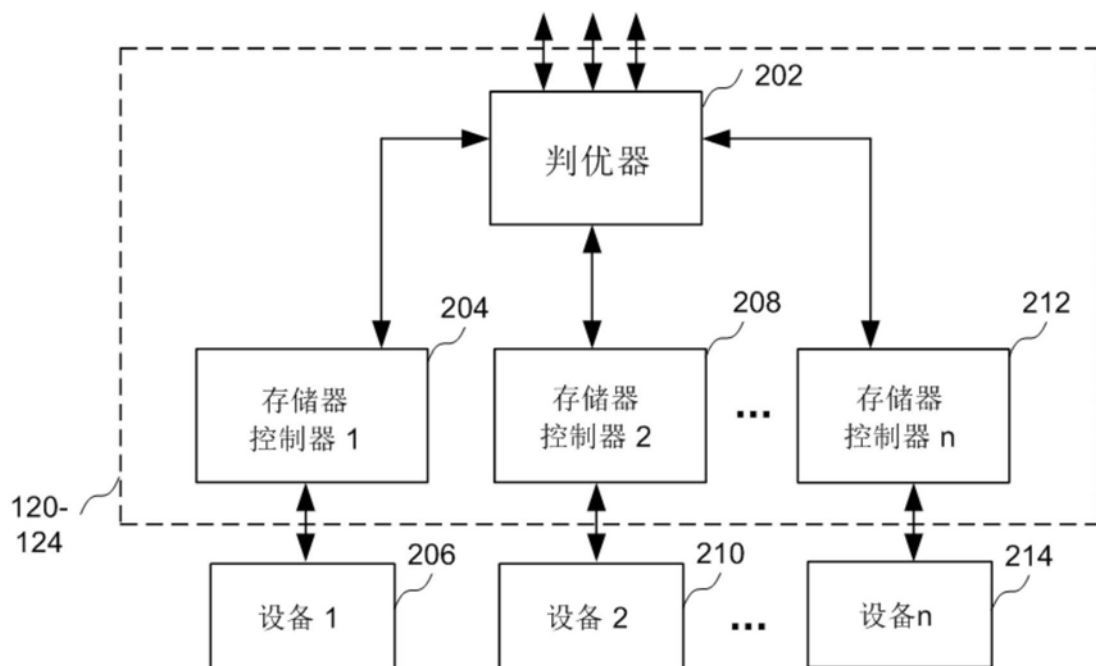 202
判优器
204
208
212
存储器
控制器 1
存储器
控制器 2
...
存储器
控制器 n
120-
124
206
210
214
设备 1
设备 2
...
设备n